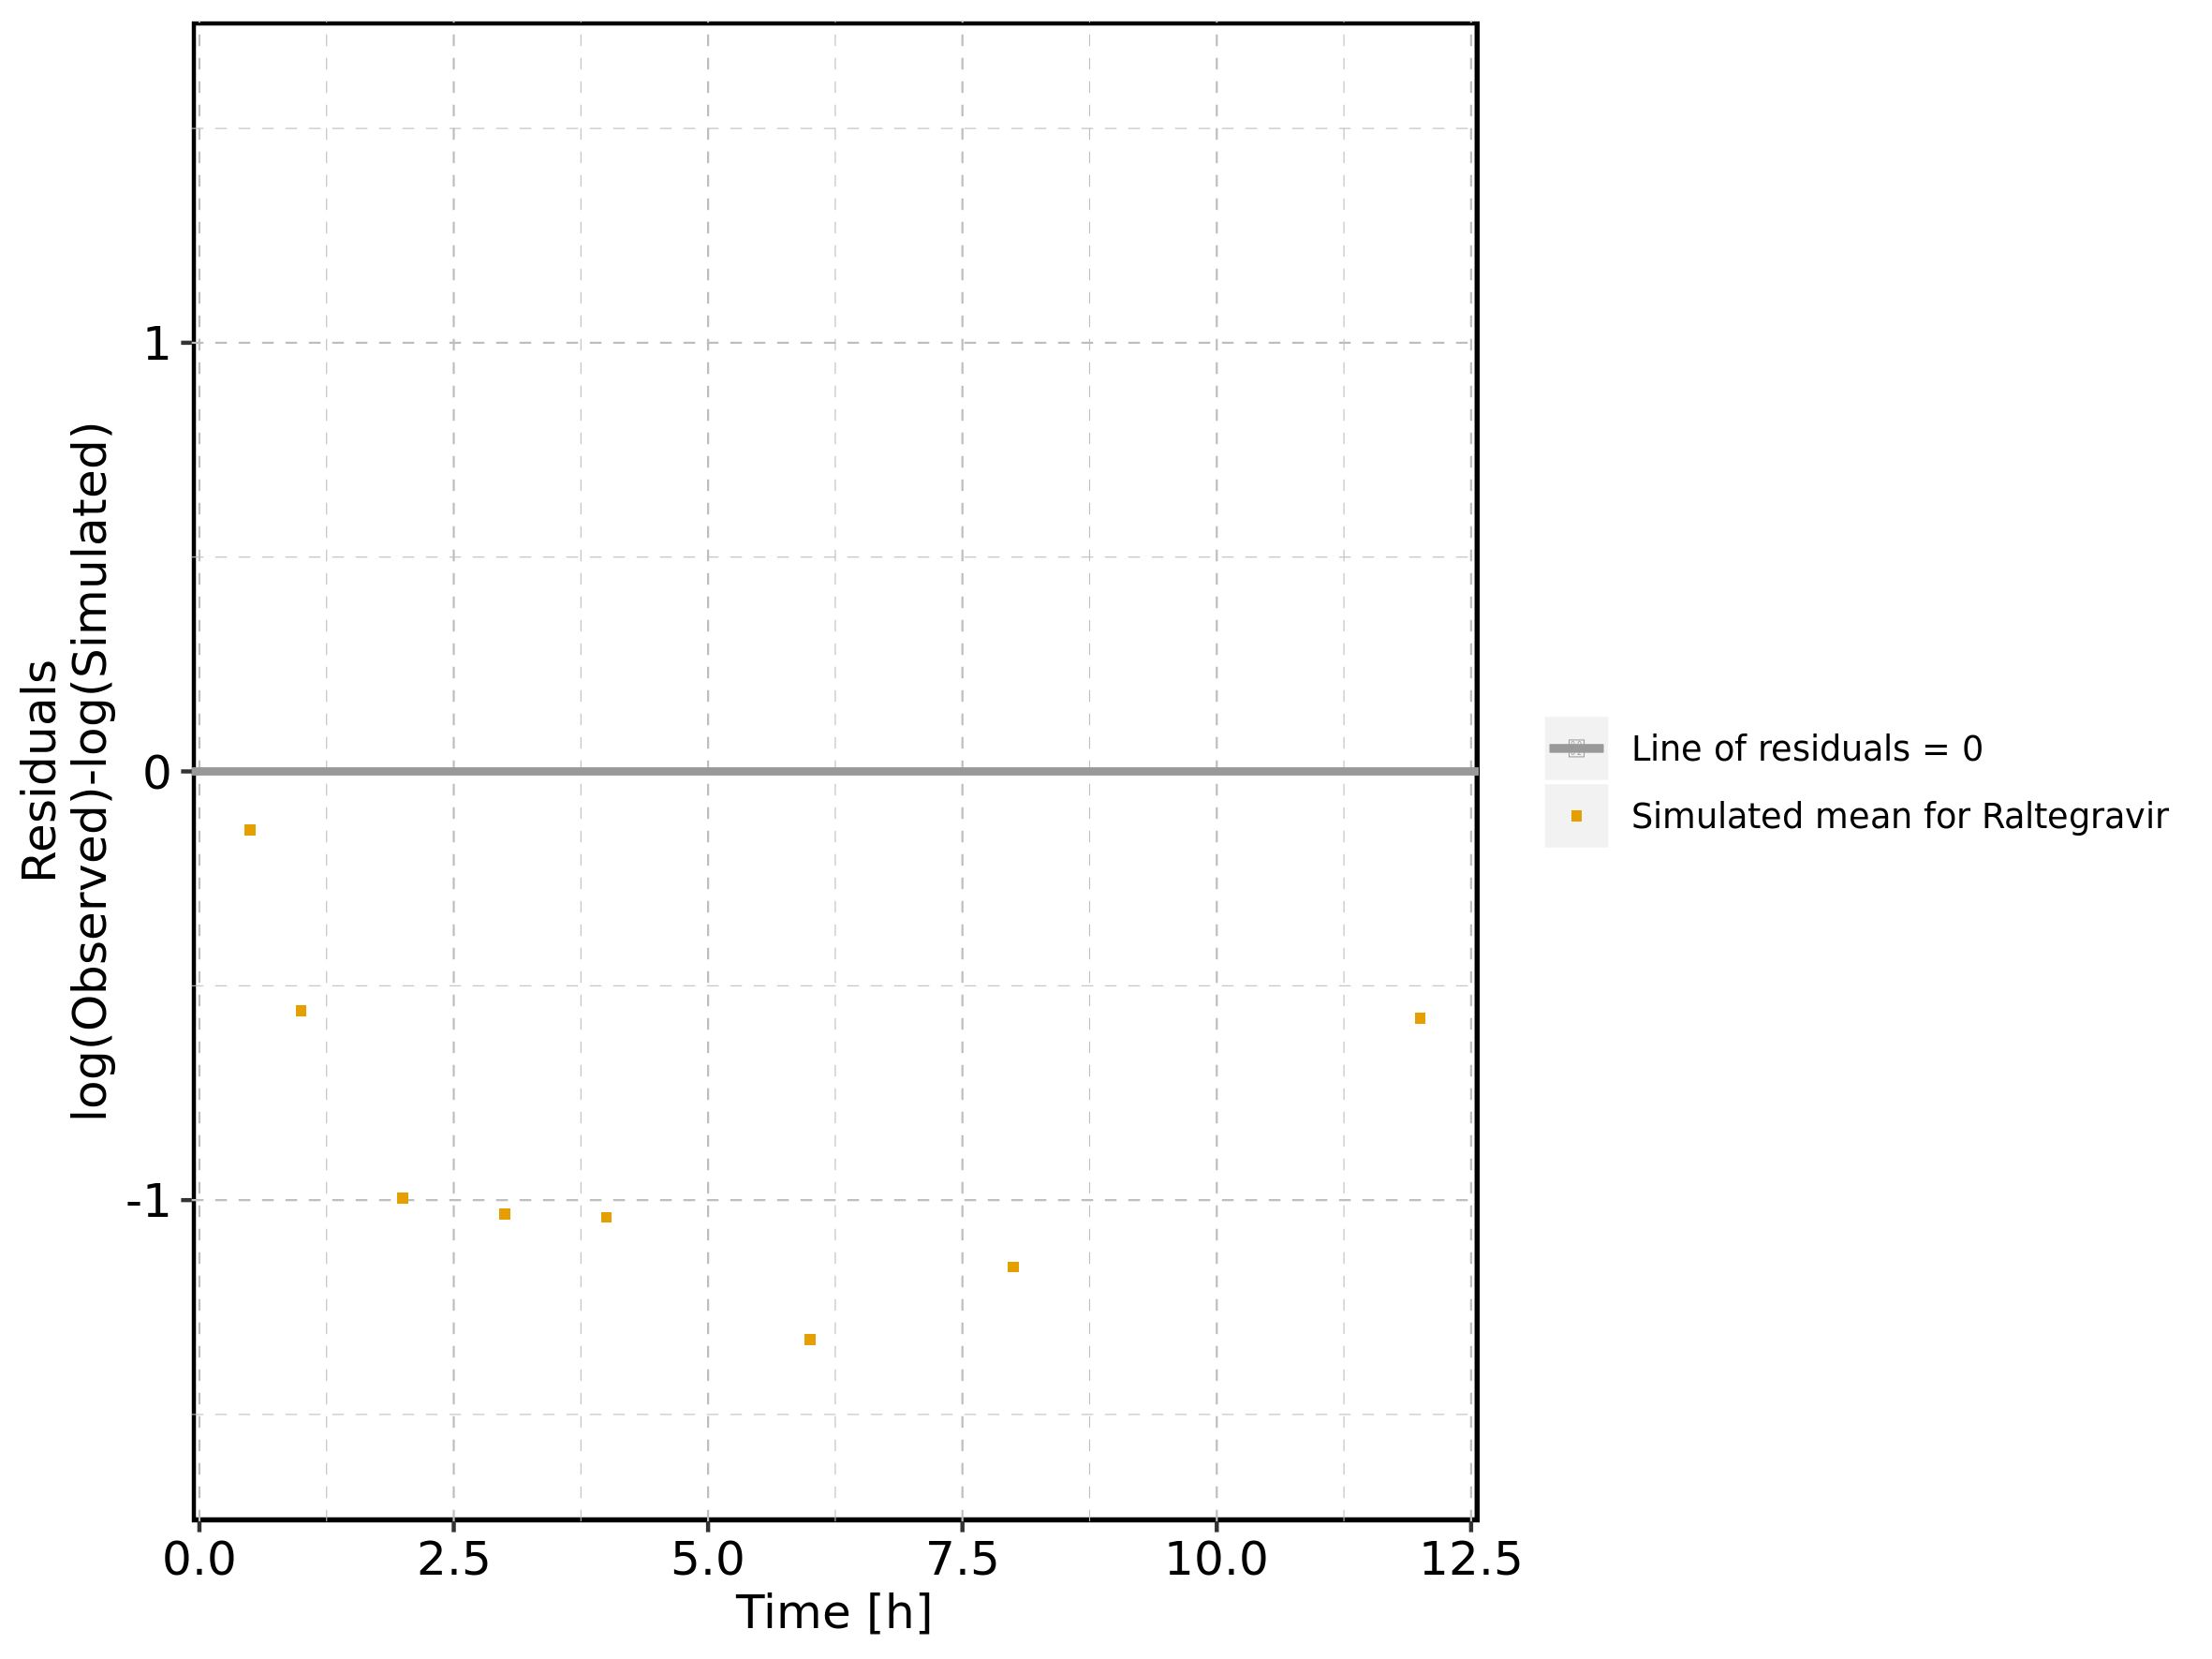 Residuals
log(Observed)-log(Simulated)
1
0
-1
0.0 2.5 5.0 7.5 10.0 12.5
Time [h]
Line of residuals = 0
Simulated mean for Raltegravir